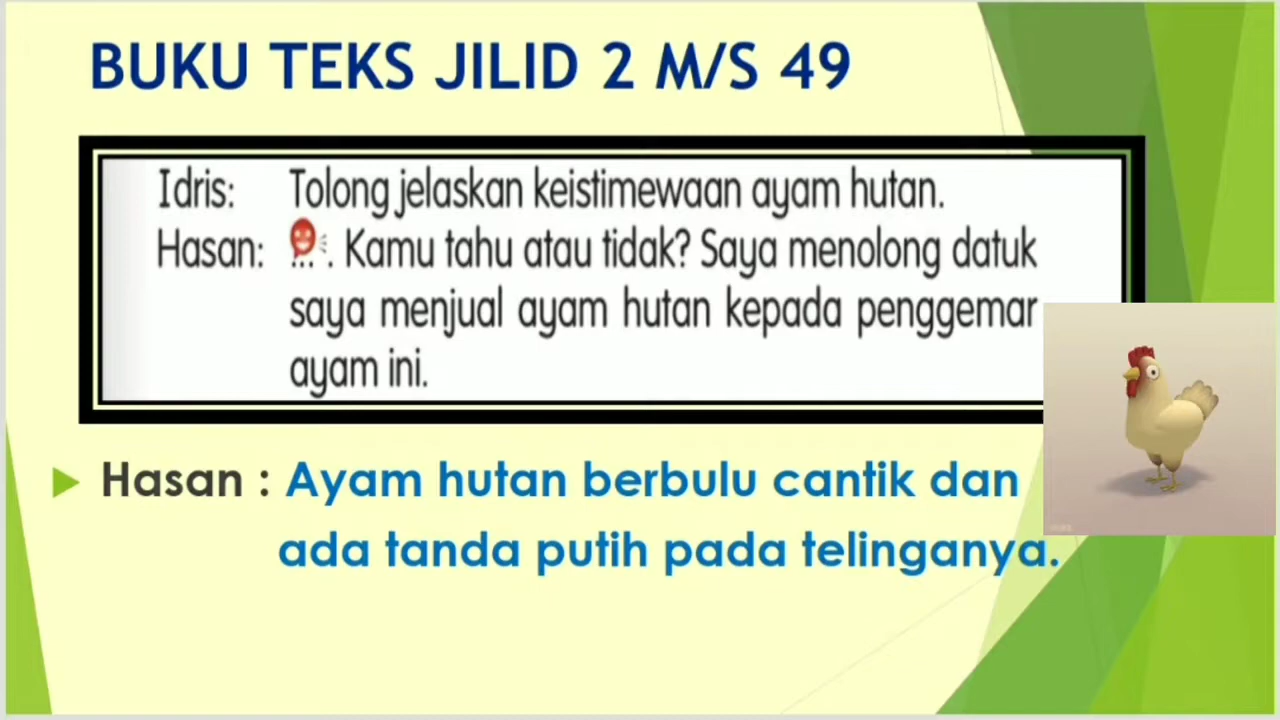 BUKU TEKS JILID 2 M/S 49
Idris: Tolong jelaskan keistimewaan ayam hutan.
Hasan: ... . Kamu tahu atau tidak? Saya menolong datuk
saya menjual ayam hutan kepada penggemar
ayam ini.
Hasan : Ayam hutan berbulu cantik dan
ada tanda putih pada telinganya.